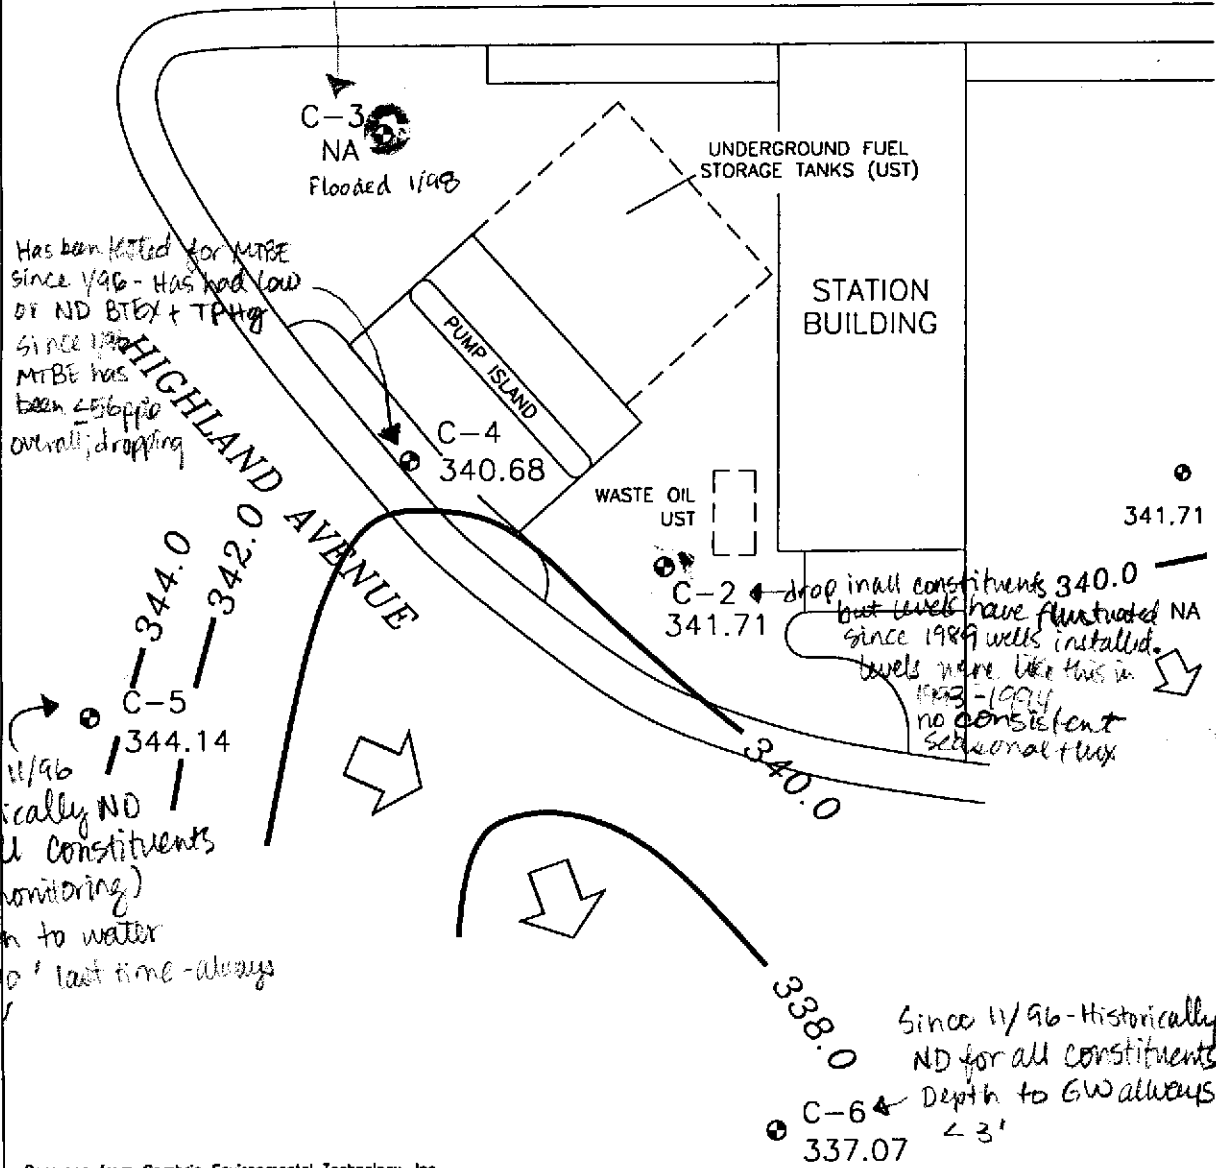 C-3
NA
Flooded 1/98
UNDERGROUND FUEL
STORAGE TANKS (UST)
Has been tested for MTBE
since 1/96 - Has had low
or ND BTEX + TPHg
since 1/96
MTBE has
been ≤56ppb
overall, dropping
HIGHLAND AVENUE
PUMP ISLAND
STATION
BUILDING
C-4
340.68
WASTE OIL
UST
341.71
C-2
341.71
drop in all constituents
but levels have fluctuated
since 1989 wells installed.
levels were like this in
1993-1994
no consistent
seasonal flux
340.0
NA
344.0
342.0
C-5
344.14
11/96
ically ND
ll constituents
monitoring)
h to water
0' last time-always
340.0
338.0
Since 11/96-Historically
ND for all constituents
Depth to GW always
< 3'
C-6
337.07